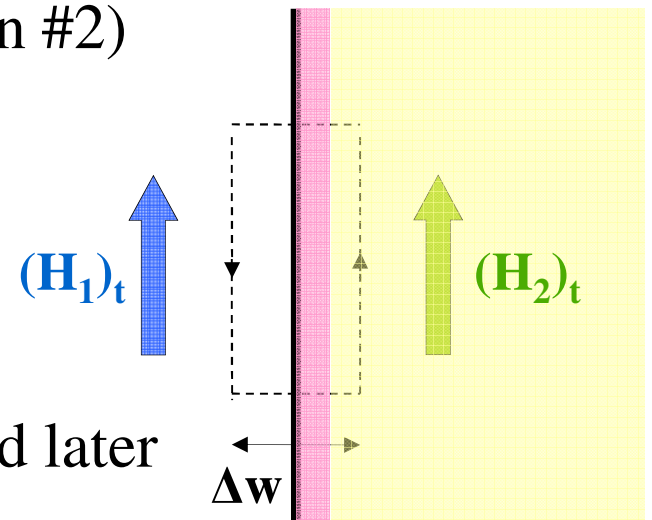 n #2)
(H₁)ₜ
(H₂)ₜ
d later
Δw